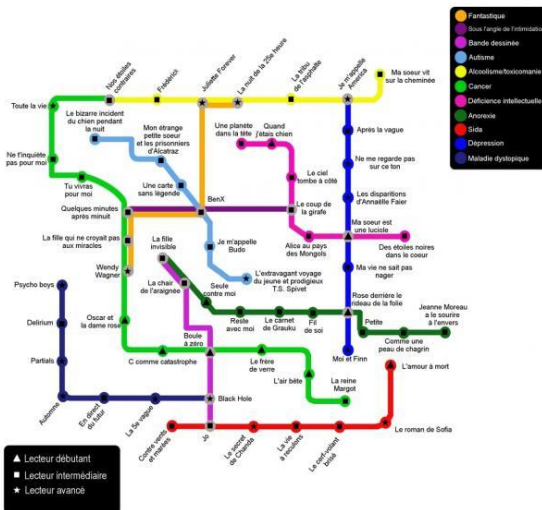 Fantastique
Sous l'angle de l'intimidation
Bande dessinée
Autisme
Alcoolisme/toxicomanie
Cancer
Déficience intellectuelle
Anorexie
Sida
Dépression
Maladie dystopique
Nos étoiles
contraires
Frédérict
Juliette Forever
La nuit de la 25e heure
La tribu
de l'asphalte
Je m'appelle
America
Ma soeur vit
sur la cheminée
Toute la vie
Le bizarre incident
du chien pendant
la nuit
Mon étrange
petite soeur et
les prisonniers
d'Alcatraz
Une planète
dans la tête
Quand
j'étais chien
Après la vague
Ne t'inquiète
pas pour moi
Ne me regarde pas
sur ce ton
Tu vivras
pour moi
Une carte
sans légende
Le ciel
tombe à côté
Les disparitions
d'Annaëlle Faier
Quelques minutes
après minuit
BenX
Le coup de
la girafe
Ma soeur est
une luciole
La fille qui ne croyait pas
aux miracles
Je m'appelle
Budo
Alice au pays
des Mongols
Des étoiles noires
dans le coeur
La fille
invisible
Wendy
Wagner
La chair
de l'araignée
Seule
contre moi
L'extravagant voyage
du jeune et prodigieux
T.S. Spivet
Ma vie ne sait pas
nager
Psycho boys
Rose derrière le
rideau de la folie
Jeanne Moreau
a le sourire
à l'envers
Oscar et
la dame rose
Reste
avec moi
Le carnet
de Grauku
Fil
de soi
Petite
Comme une
peau de chagrin
Delirium
Boule
à zéro
C comme catastrophe
Le frère
de verre
Moi et Finn
Partials
L'air bête
La reine
Margot
L'amour à mort
Automne
En direct
du futur
La 5e vague
Black Hole
Contre vents
et marées
Jo
Le secret
de Chanda
La vie
à reculons
Le cerf-volant
brisé
Le roman de Sofia
Lecteur débutant
Lecteur intermédiaire
Lecteur avancé